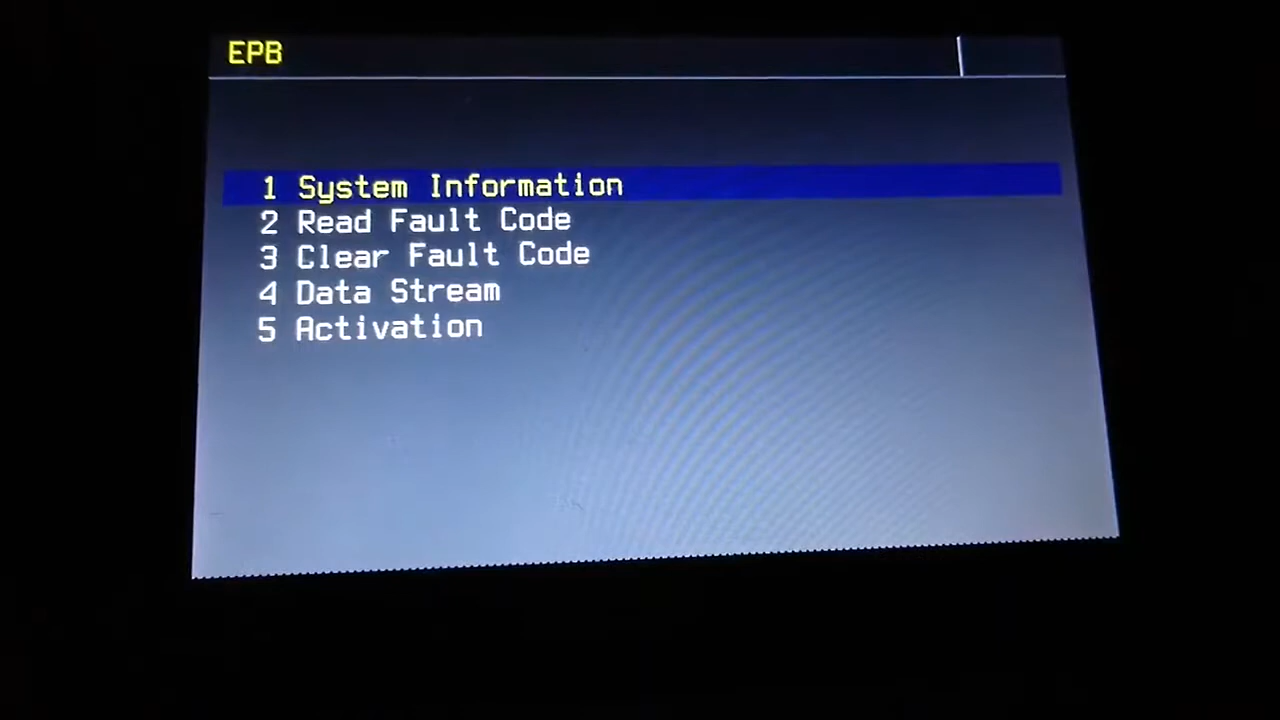 EPB
1 System Information
2 Read Fault Code
3 Clear Fault Code
4 Data Stream
5 Activation